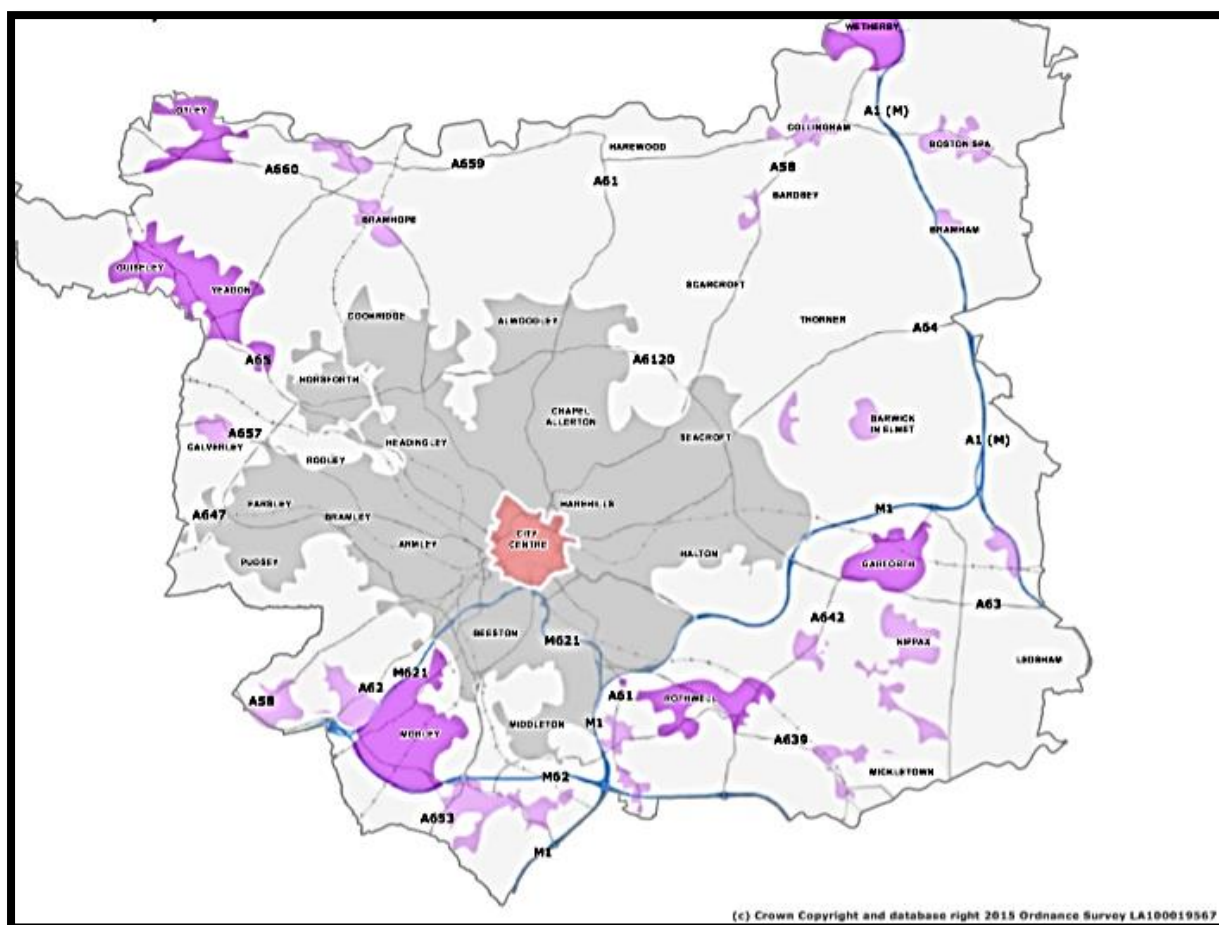 WETHERBY
OTLEY
A1 (M)
COLLINGHAM
BOSTON SPA
HAREWOOD
A659
A660
A58
A61
BARDSEY
BRAMHOPE
BRAMHAM
GUISELEY
YEADON
SCARCROFT
COOKRIDGE
ALWOODLEY
THORNER
A64
A65
A6120
HORSFORTH
CHAPEL
ALLERTON
BARWICK
IN ELMET
A657
CALVERLEY
HEADINGLEY
SEACROFT
A1 (M)
RODLEY
FARSLEY
HAREHILLS
M1
A647
BRAMLEY
ARMLEY
CITY
CENTRE
HALTON
PUDSEY
GARFORTH
A63
A642
BEESTON
M621
KIPPAX
LEDSHAM
M621
A62
A58
A61
ROTHWELL
MIDDLETON
M1
MORLEY
A639
MICKLETOWN
M62
A653
M1
(c) Crown Copyright and database right 2015 Ordnance Survey LA100019567